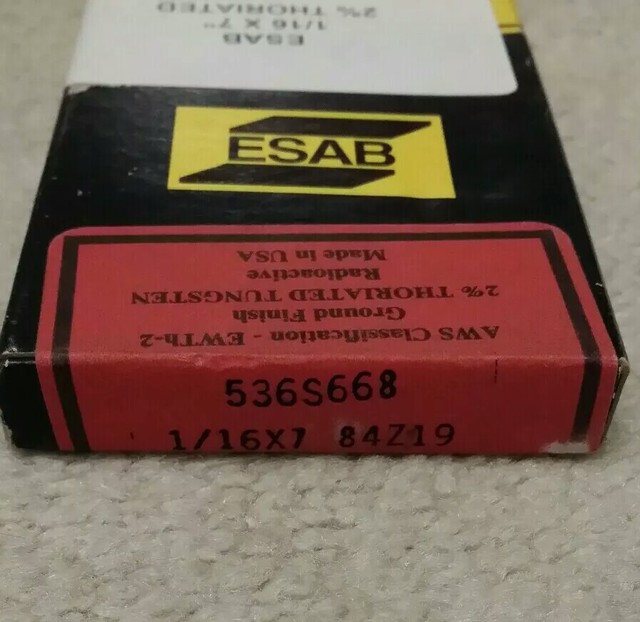 ESAB
1/16 X 7"
2% THORIATED
ESAB
AWS Classification - EWTh-2
Ground Finish
2% THORIATED TUNGSTEN
Radioactive
Made in USA
536S668
1/16X7 84Z19